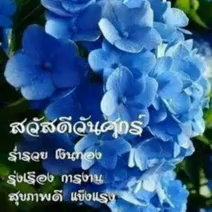 สวัสดีวันศุกร์
ร่ำรวย เงินทอง
รุ่งเรือง การงาน
สุขภาพดี แข็งแรง